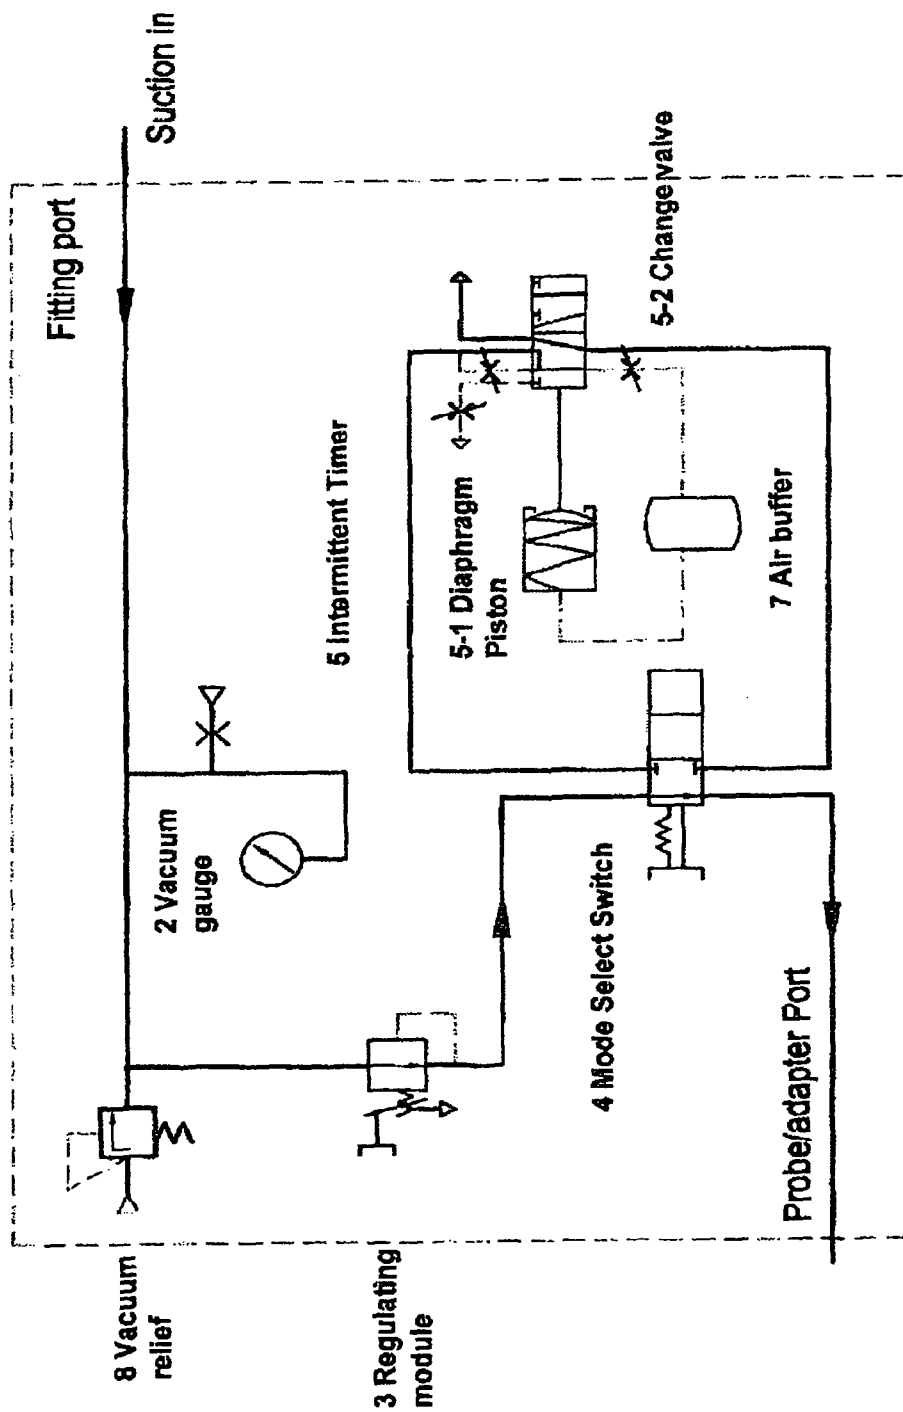 Suction in
Fitting port
5-2 Change valve
5 Intermittent Timer
5-1 Diaphragm
Piston
7 Air buffer
2 Vacuum
gauge
4 Mode Select Switch
Probe/adapter Port
8 Vacuum
relief
3 Regulating
module